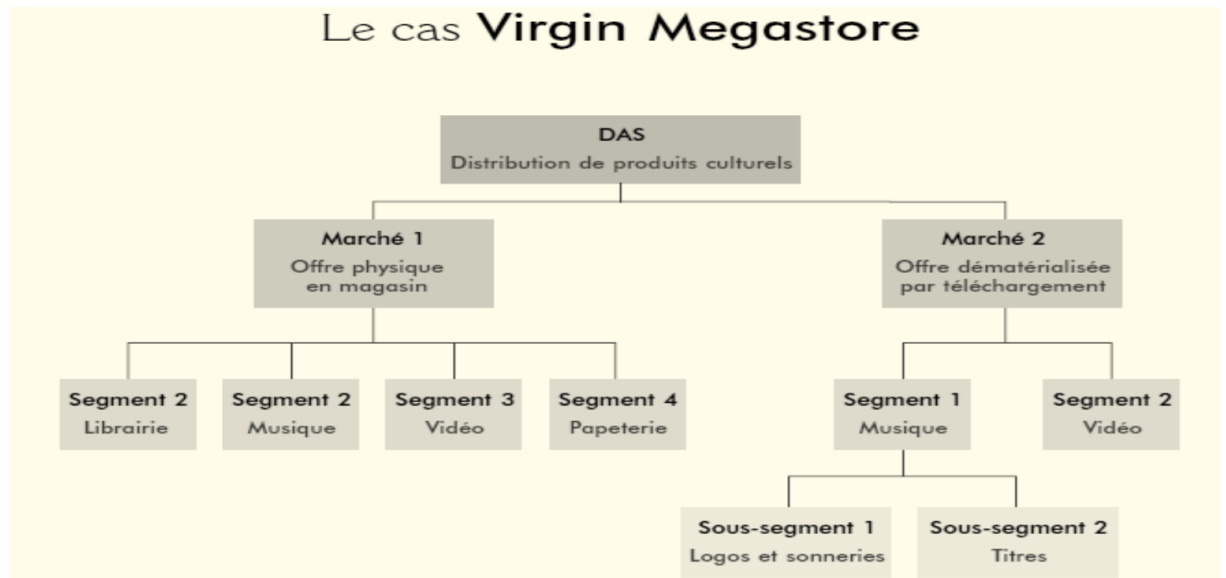 Le cas Virgin Megastore
DAS
Distribution de produits culturels
Marché 1
Offre physique
en magasin
Marché 2
Offre dématérialisée
par téléchargement
Segment 2
Librairie
Segment 2
Musique
Segment 3
Vidéo
Segment 4
Papeterie
Segment 1
Musique
Segment 2
Vidéo
Sous-segment 1
Logos et sonneries
Sous-segment 2
Titres